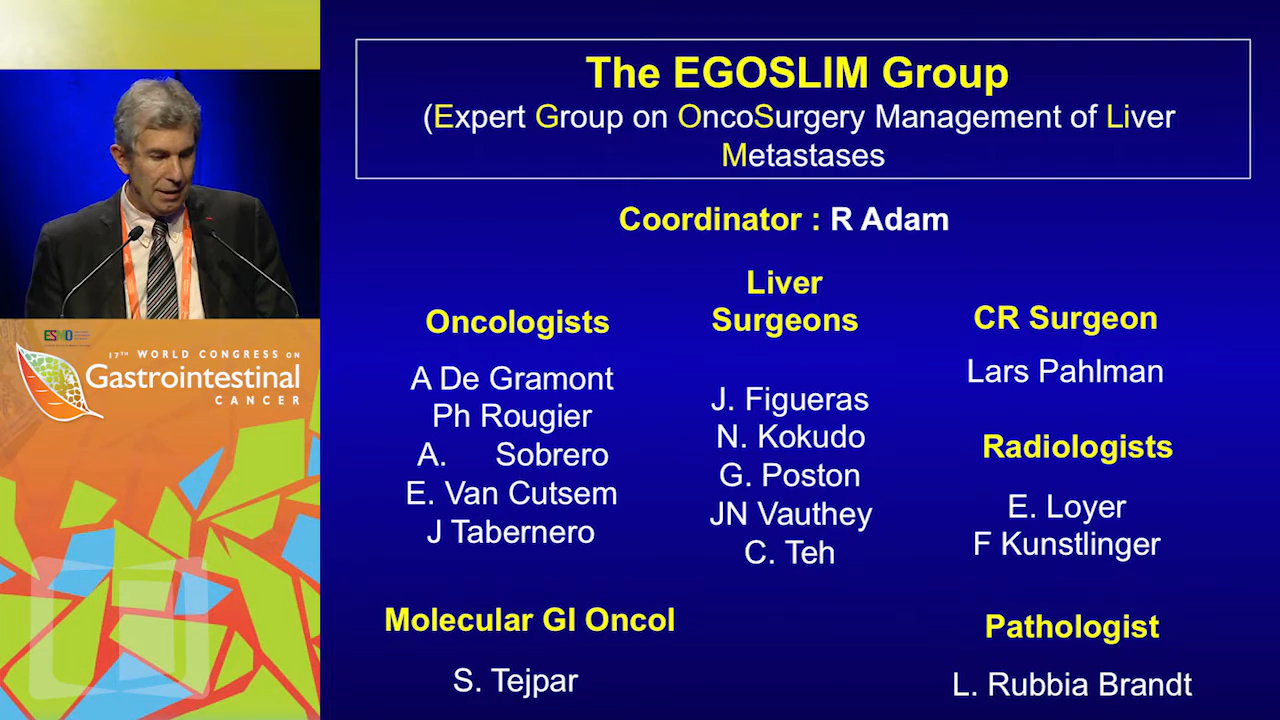 The EGOSLIM Group
(Expert Group on OncoSurgery Management of Liver
Metastases
Coordinator : R Adam
Oncologists
A De Gramont
Ph Rougier
A. Sobrero
E. Van Cutsem
J Tabernero
Liver
Surgeons
J. Figueras
N. Kokudo
G. Poston
JN Vauthey
C. Teh
CR Surgeon
Lars Pahlman
Radiologists
E. Loyer
F Kunstlinger
Molecular GI Oncol
S. Tejpar
Pathologist
L. Rubbia Brandt
ESMO
17TH WORLD CONGRESS ON
Gastrointestinal
CANCER